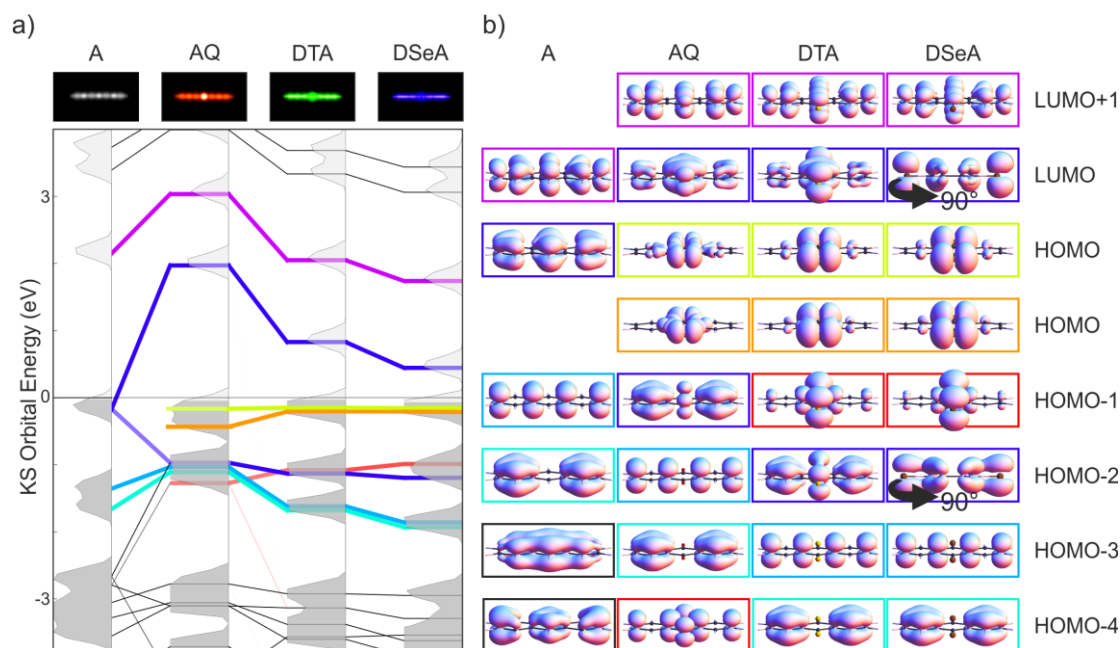 a)
A AQ DTA DSeA
KS Orbital Energy (eV)
3
0
-3
b)
A AQ DTA DSeA
LUMO+1
LUMO
90°
HOMO
HOMO
HOMO-1
HOMO-2
90°
HOMO-3
HOMO-4